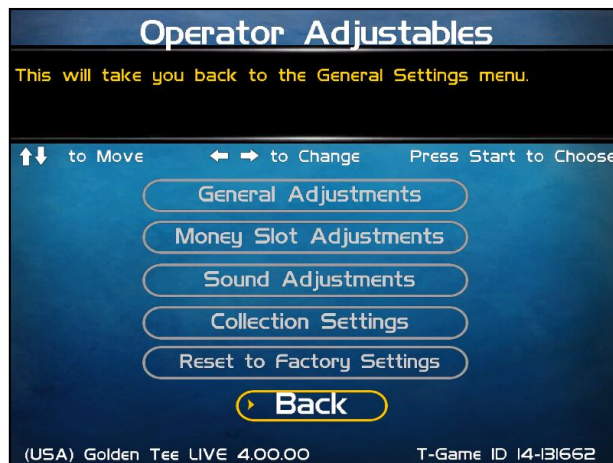 Operator Adjustables
This will take you back to the General Settings menu.
to Move to Change Press Start to Choose
General Adjustments
Money Slot Adjustments
Sound Adjustments
Collection Settings
Reset to Factory Settings
Back
(USA) Golden Tee LIVE 4.00.00 T-Game ID 14-131662